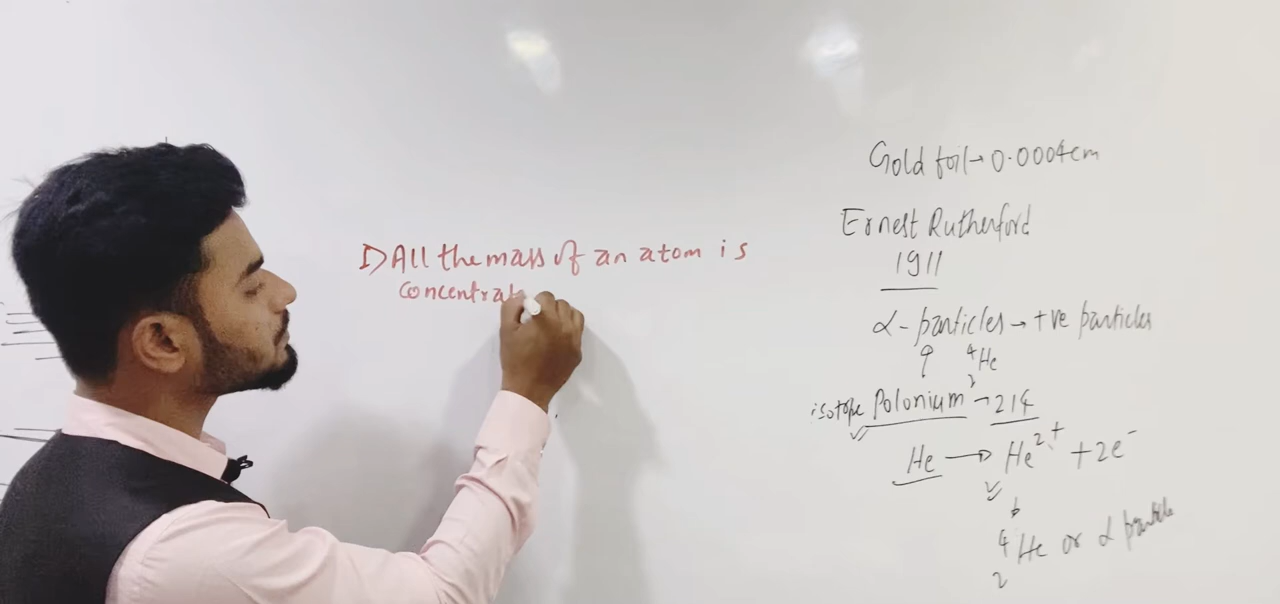 1) All the mass of an atom is
concentrat
Gold foil → 0.0004cm
Ernest Rutherford
1911
α - particles → +ve particles
⁴₂He
isotope Polonium → 214
He → He²⁺ + 2e⁻
⁴₂He or α particle